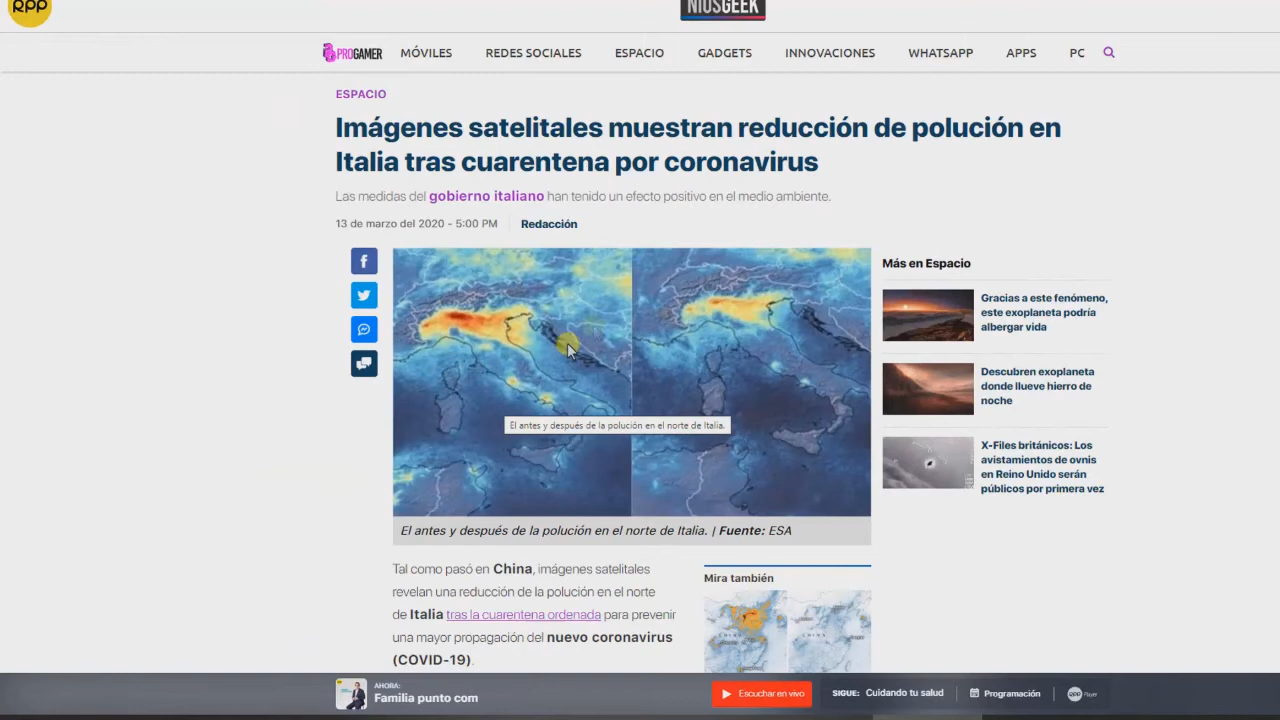 RPP
NIUSGEEK
PROGAMER
MÓVILES
REDES SOCIALES
ESPACIO
GADGETS
INNOVACIONES
WHATSAPP
APPS
PC
ESPACIO
Imágenes satelitales muestran reducción de polución en
Italia tras cuarentena por coronavirus
Las medidas del gobierno italiano han tenido un efecto positivo en el medio ambiente.
13 de marzo del 2020 - 5:00 PM
Redacción
El antes y después de la polución en el norte de Italia.
El antes y después de la polución en el norte de Italia. | Fuente: ESA
Más en Espacio
Gracias a este fenómeno,
este exoplaneta podría
albergar vida
Descubren exoplaneta
donde llueve hierro de
noche
X-Files británicos: Los
avistamientos de ovnis
en Reino Unido serán
públicos por primera vez
Tal como pasó en China, imágenes satelitales
revelan una reducción de la polución en el norte
de Italia tras la cuarentena ordenada para prevenir
una mayor propagación del nuevo coronavirus
(COVID-19).
Mira también
CHINA
CHINA
AHORA:
Familia punto com
Escuchar en vivo
SIGUE: Cuidando tu salud
Programación
RPP Player